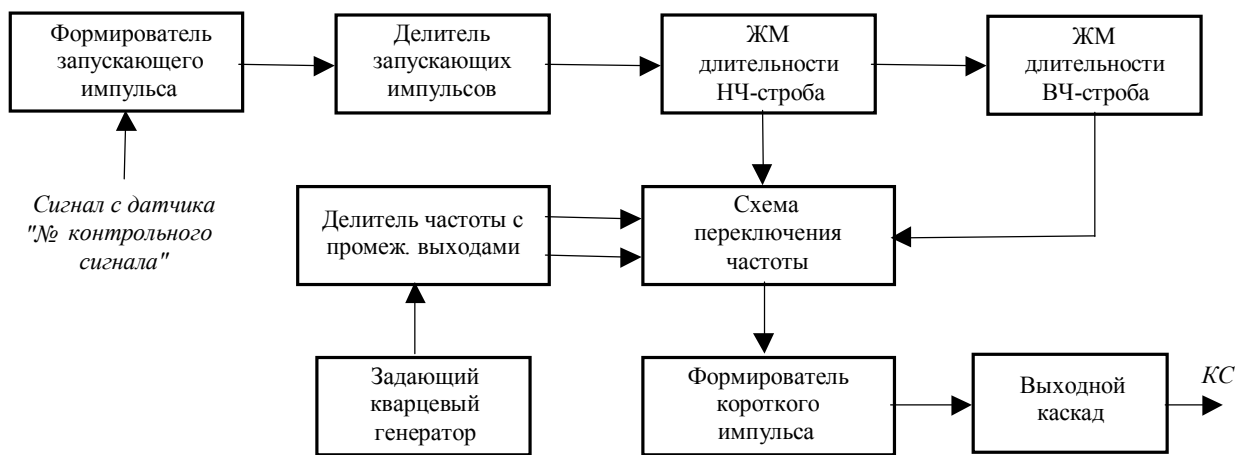 Формирователь
запускающего
импульса
Делитель
запускающих
импульсов
ЖМ
длительности
НЧ-строба
ЖМ
длительности
ВЧ-строба
Сигнал с датчика
"№ контрольного
сигнала"
Делитель частоты с
промеж. выходами
Схема
переключения
частоты
Задающий
кварцевый
генератор
Формирователь
короткого
импульса
Выходной
каскад
КС